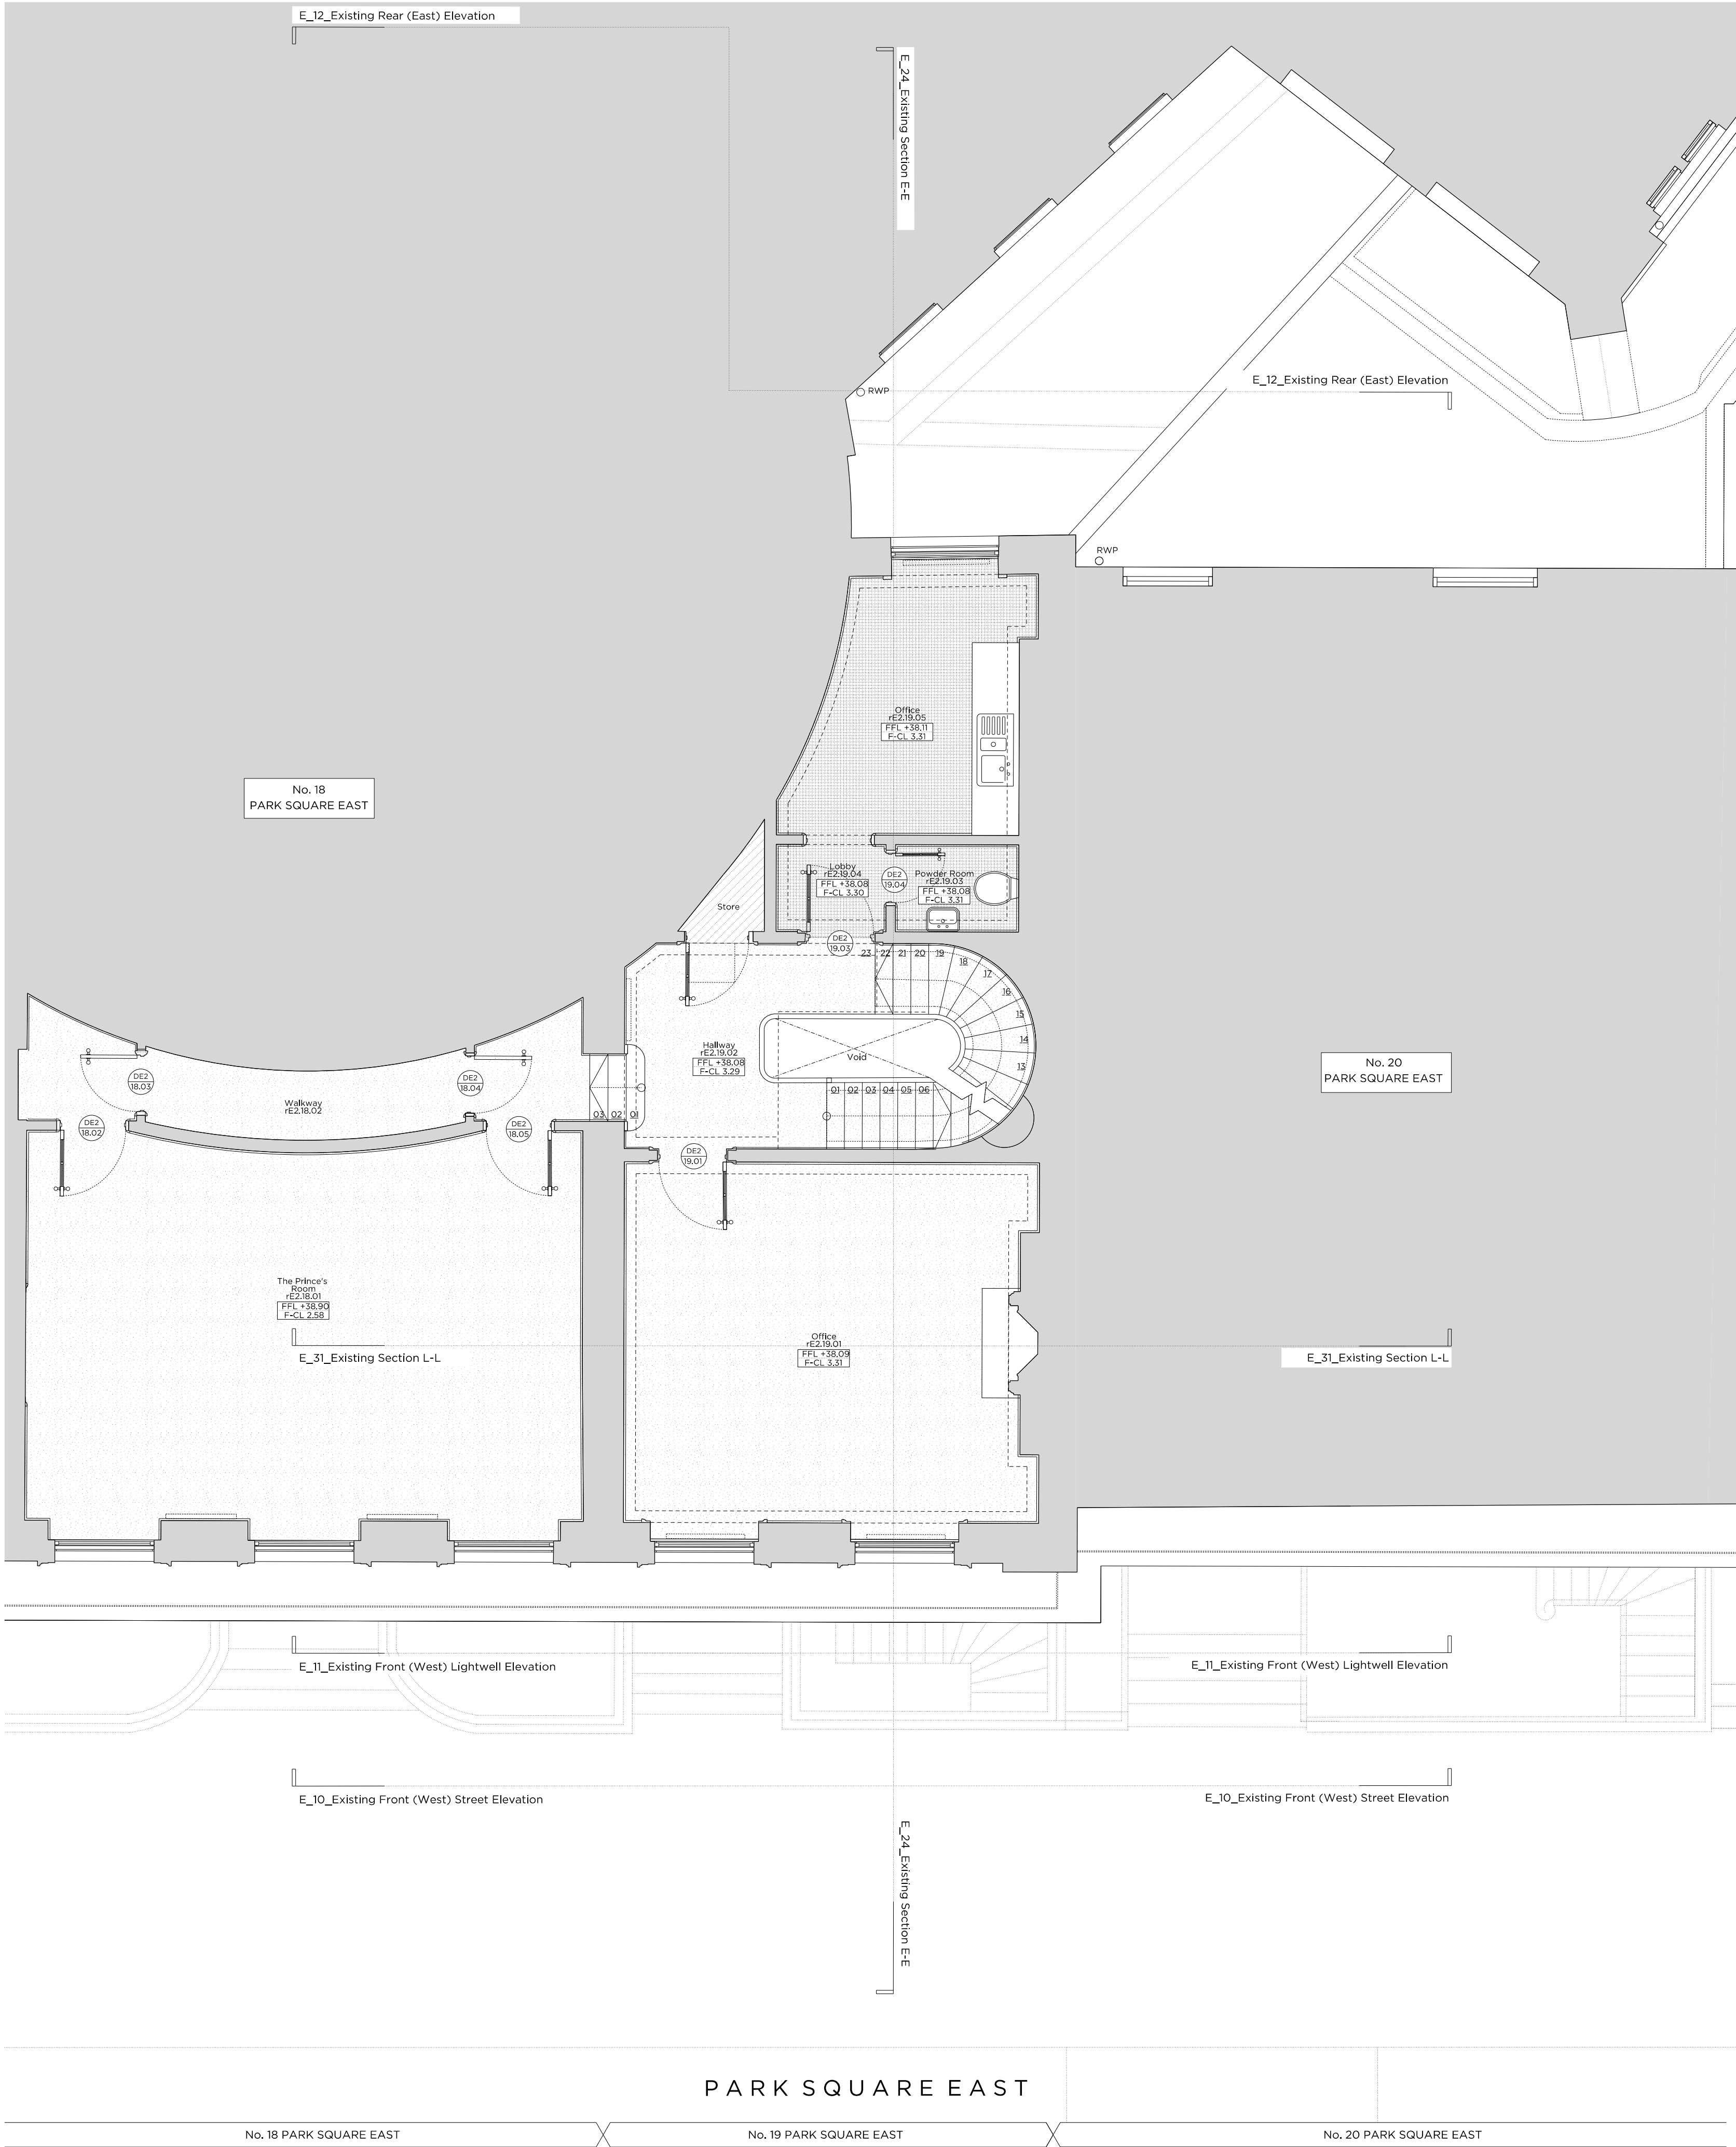 E_12_Existing Rear (East) Elevation
E_24_Existing Section E-E
RWP
E_12_Existing Rear (East) Elevation
RWP
Office
rE2.19.05
FFL +38.11
F-CL 3.31
No. 18
PARK SQUARE EAST
Lobby
rE2.19.04
FFL +38.08
F-CL 3.30
DE2
19.04
Powder Room
rE2.19.03
FFL +38.08
F-CL 3.31
Store
DE2
19.03
23 22 21 20 19
18
17
16
15
14
13
Hallway
rE2.19.02
FFL +38.08
F-CL 3.29
Void
No. 20
PARK SQUARE EAST
DE2
18.03
DE2
18.04
Walkway
rE2.18.02
01 02 03 04 05 06
03 02 01
DE2
18.02
DE2
18.05
DE2
19.01
The Prince's
Room
rE2.18.01
FFL +38.90
F-CL 2.58
Office
rE2.19.01
FFL +38.09
F-CL 3.31
E_31_Existing Section L-L
E_31_Existing Section L-L
E_11_Existing Front (West) Lightwell Elevation
E_11_Existing Front (West) Lightwell Elevation
E_10_Existing Front (West) Street Elevation
E_10_Existing Front (West) Street Elevation
E_24_Existing Section E-E
PARK SQUARE EAST
No. 18 PARK SQUARE EAST
No. 19 PARK SQUARE EAST
No. 20 PARK SQUARE EAST